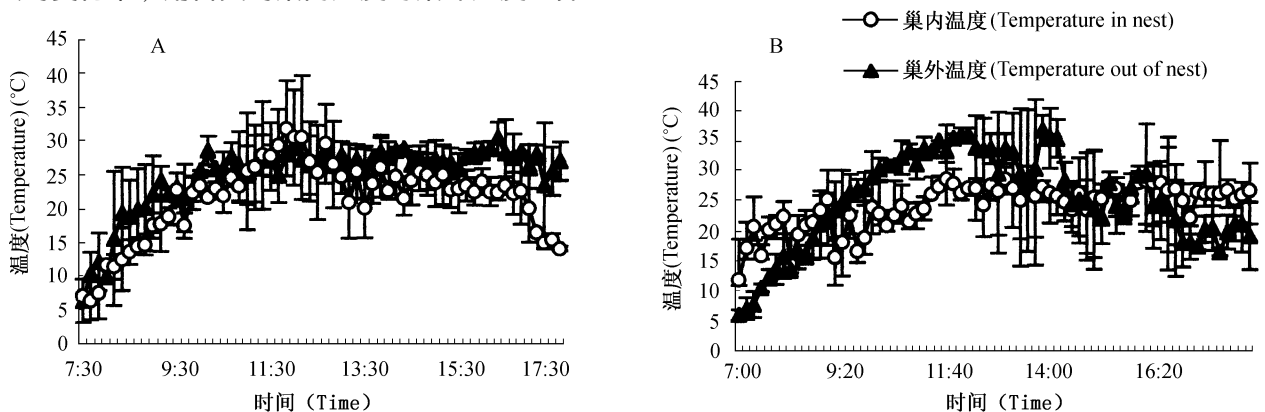 巢内温度(Temperature in nest)
巢外温度(Temperature out of nest)
A
温度(Temperature)(°C)
45
40
35
30
25
20
15
10
5
0
7:30 9:30 11:30 13:30 15:30 17:30
时间（Time）
B
温度(Temperature)(°C)
45
40
35
30
25
20
15
10
5
0
7:00 9:20 11:40 14:00 16:20
时间（Time）